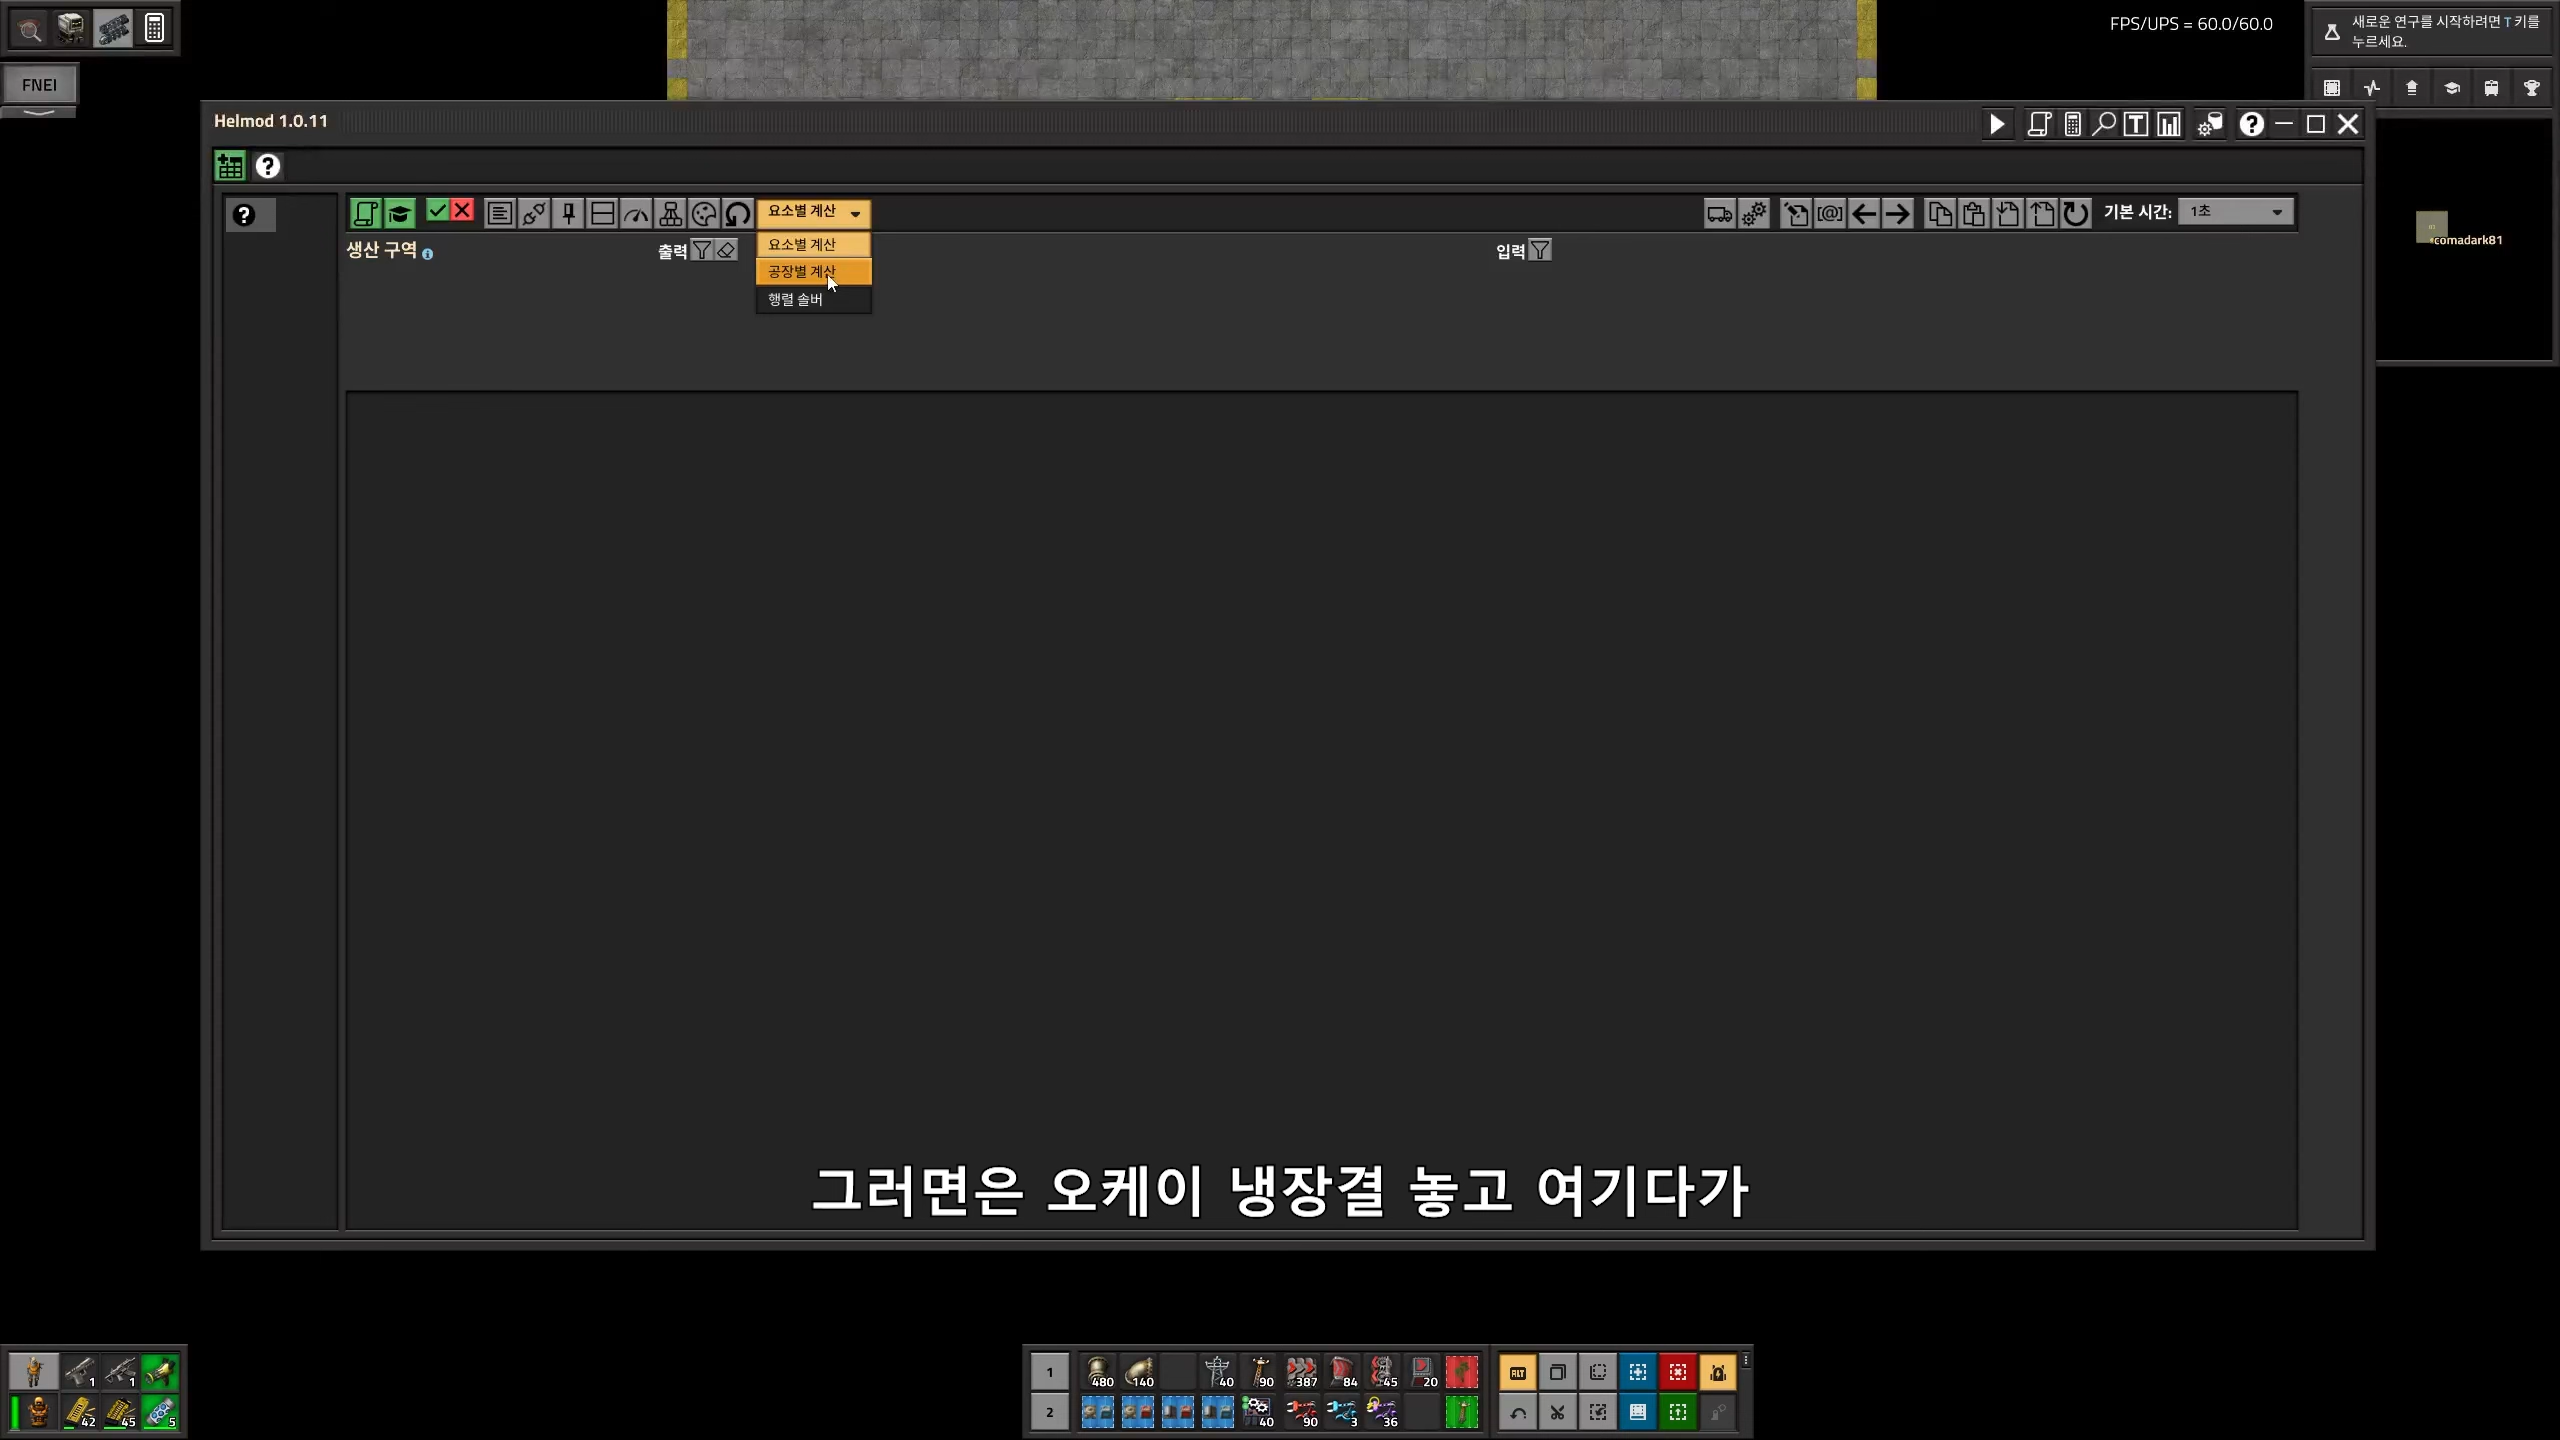 FPS/UPS = 60.0/60.0
새로운 연구를 시작하려면 T 키를
누르세요.
FNEI
Helmod 1.0.11
요소별 계산
기본 시간:
1초
생산 구역
출력
요소별 계산
입력
공장별 계산
행렬 솔버
comadark81
그러면은 오케이 냉장결 놓고 여기다가
1
480
140
40
90
387
84
45
20
ALT
2
40
90
3
36
1
1
42
45
5